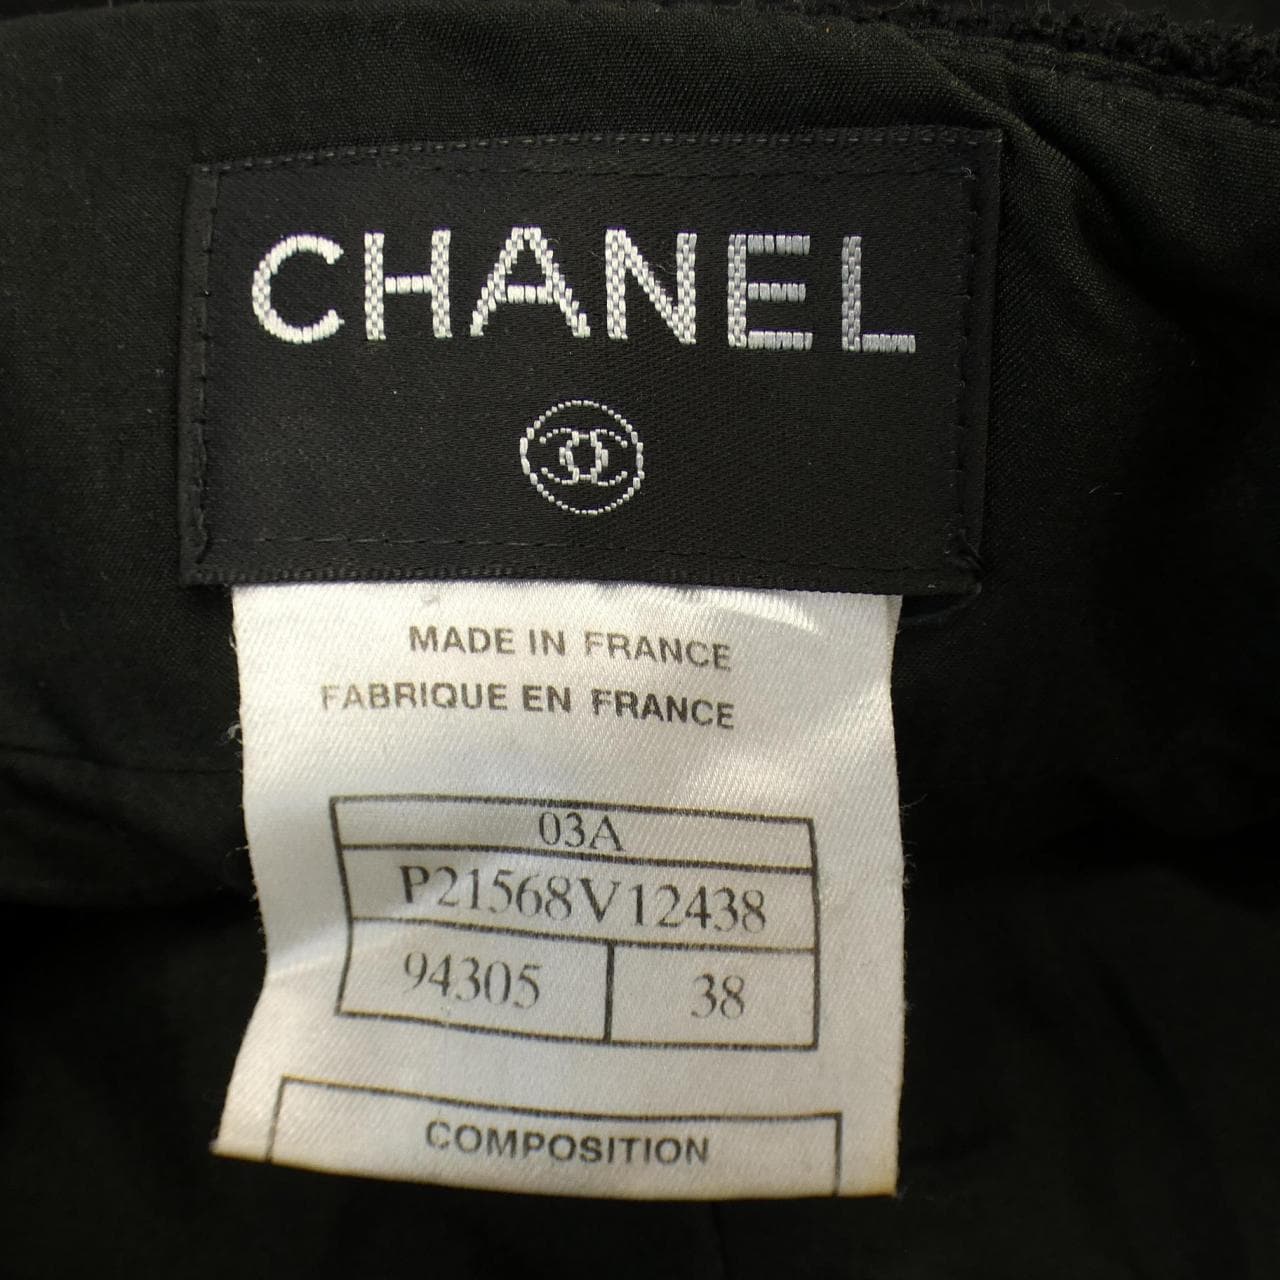 CHANEL
MADE IN FRANCE
FABRIQUE EN FRANCE
03A
P21568V12438
94305 38
COMPOSITION